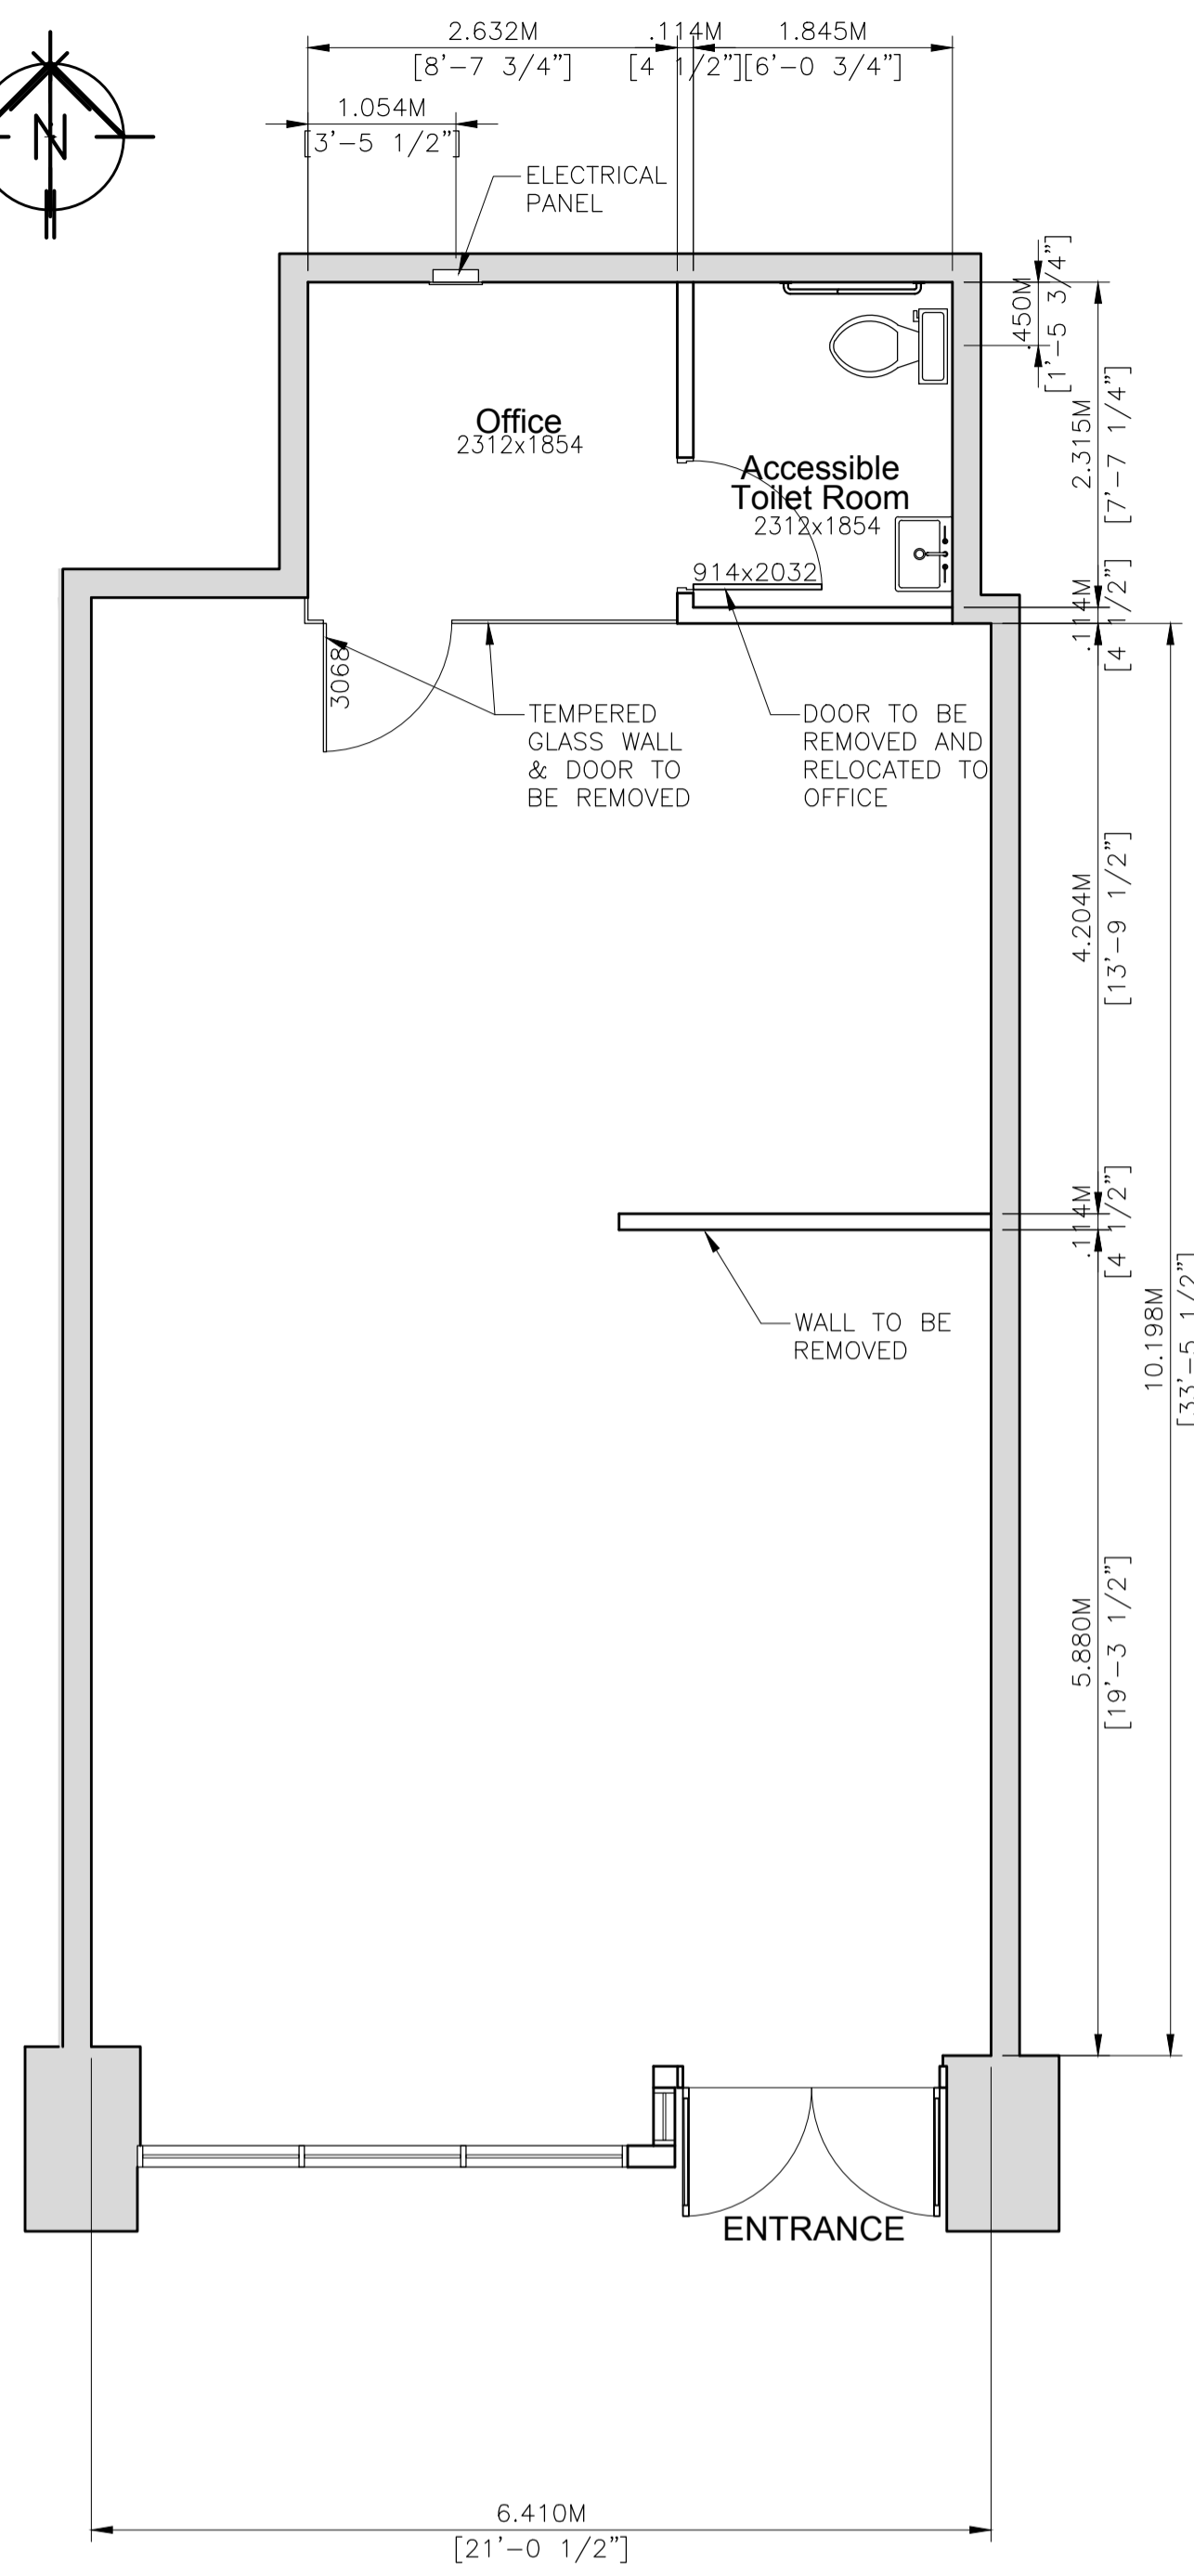 2.632M
[8'-7 3/4"]
.114M
[4 1/2"]
1.845M
[6'-0 3/4"]
1.054M
[3'-5 1/2"]
N
ELECTRICAL
PANEL
.450M
[1'-5 3/4"]
2.315M
[7'-7 1/4"]
Office
2312x1854
Accessible
Toilet Room
2312x1854
914x2032
.114M
[4 1/2"]
3068
TEMPERED
GLASS WALL
& DOOR TO
BE REMOVED
DOOR TO BE
REMOVED AND
RELOCATED TO
OFFICE
4.204M
[13'-9 1/2"]
.114M
[4 1/2"]
WALL TO BE
REMOVED
10.198M
[33'-5 1/2"]
5.880M
[19'-3 1/2"]
ENTRANCE
6.410M
[21'-0 1/2"]